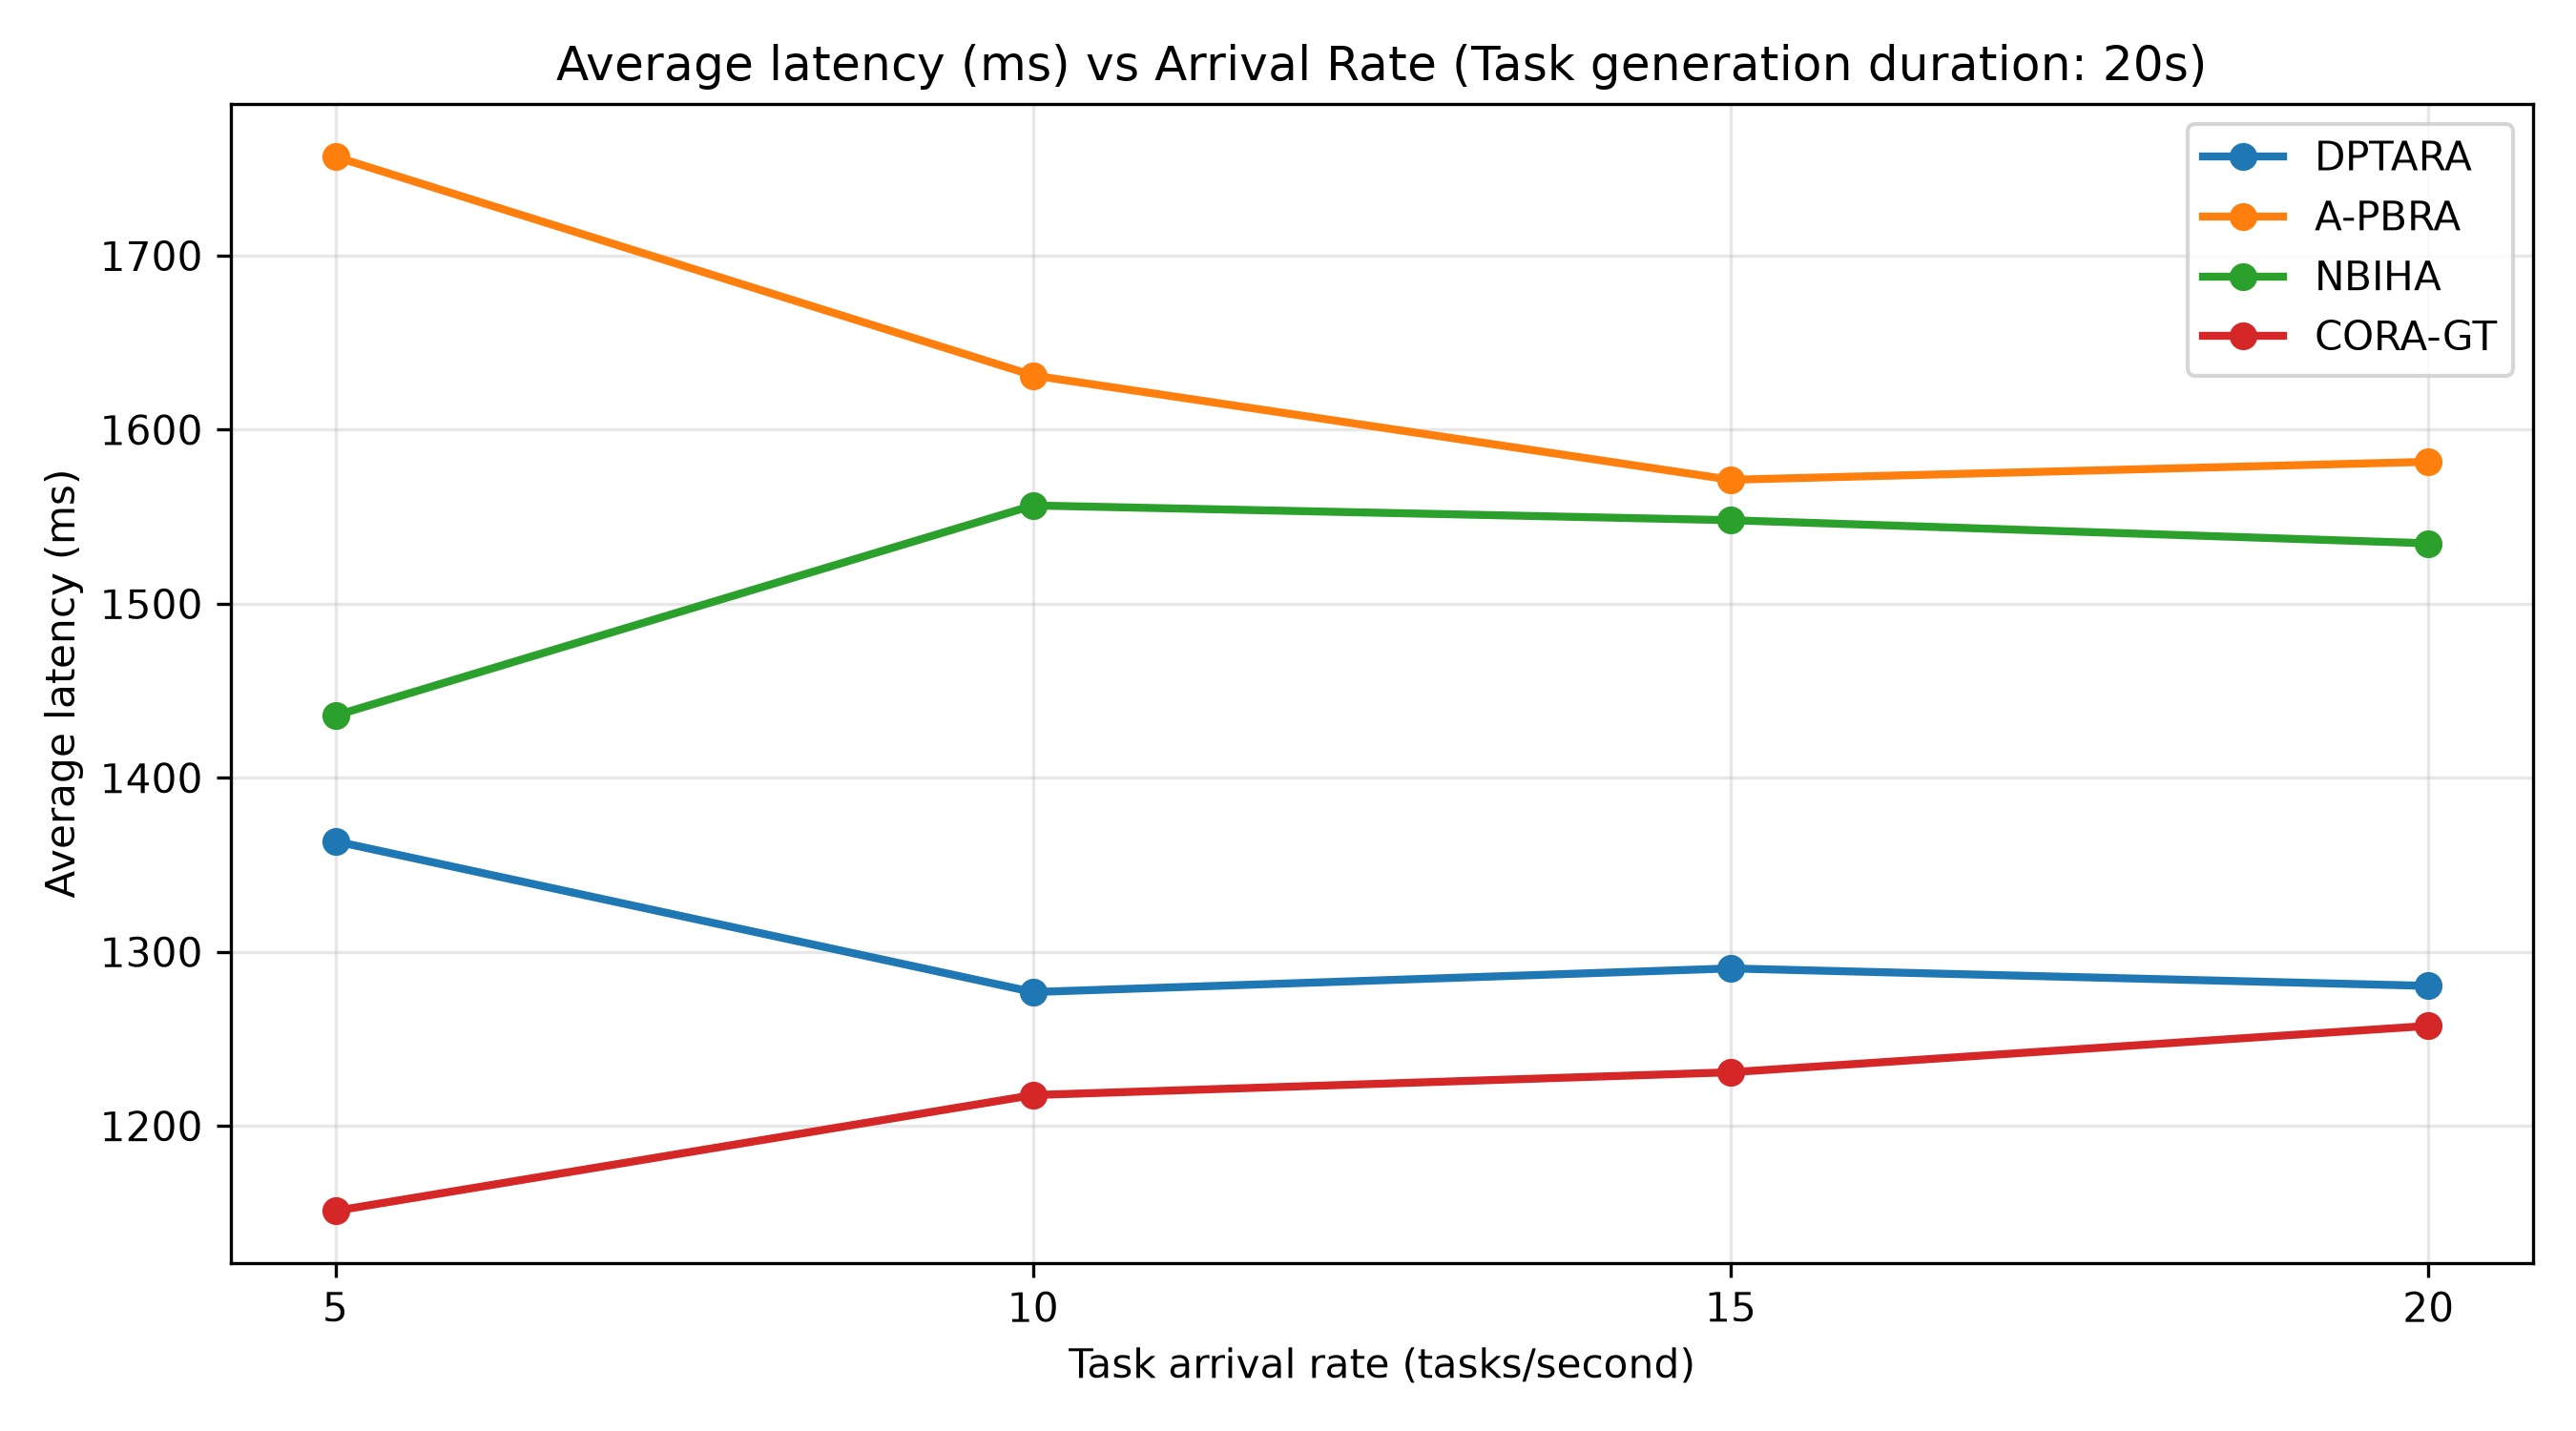 Average latency (ms) vs Arrival Rate (Task generation duration: 20s)
DPTARA
A-PBRA
NBIHA
CORA-GT
Average latency (ms)
1700
1600
1500
1400
1300
1200
5
10
15
20
Task arrival rate (tasks/second)